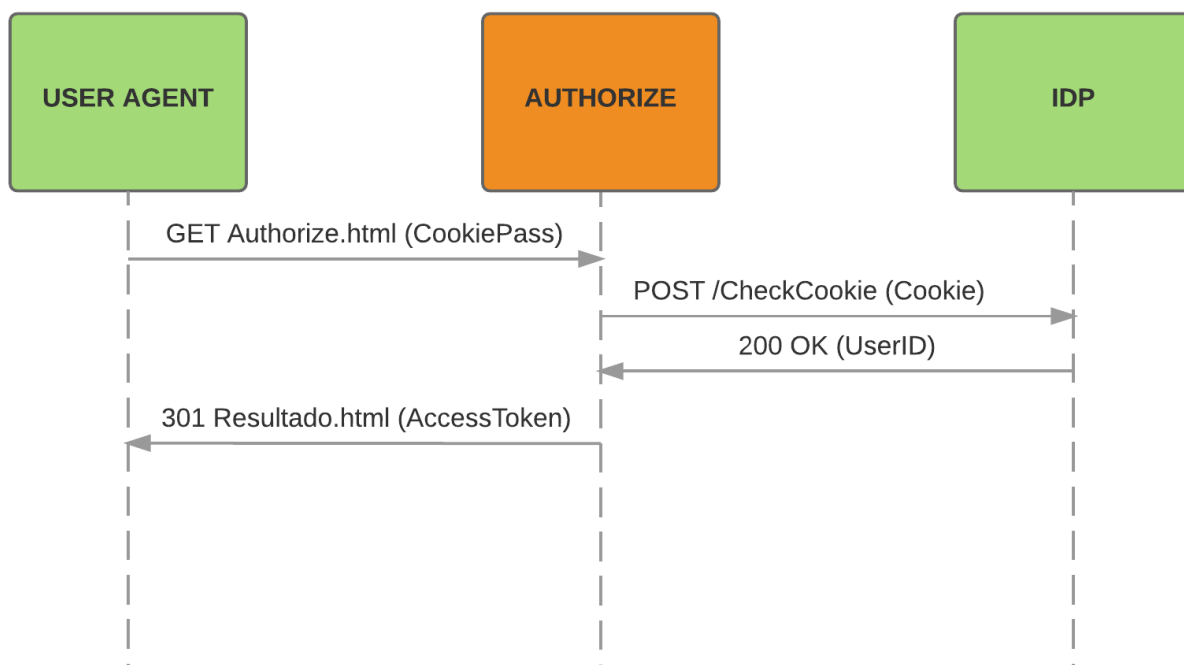 USER AGENT
AUTHORIZE
IDP
GET Authorize.html (CookiePass)
POST /CheckCookie (Cookie)
200 OK (UserID)
301 Resultado.html (AccessToken)